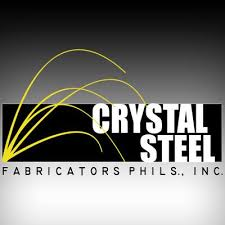 CRYSTAL
STEEL
FABRICATORS PHILS., INC.